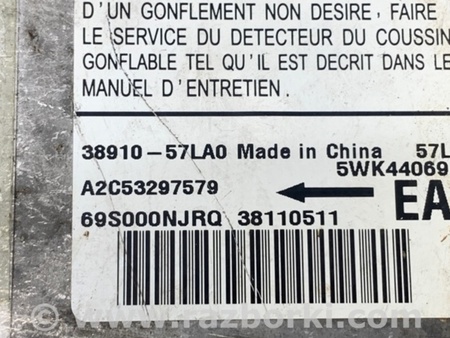 D'UN GONFLEMENT NON DESIRE, FAIRE
LE SERVICE DU DETECTEUR DU COUSSIN
GONFLABLE TEL QU'IL EST DECRIT DANS LE
MANUEL D'ENTRETIEN.
38910-57LA0 Made in China 57L
5WK44069
A2C53297579
EA
69S000NJRQ 38110511
www.razborki.com